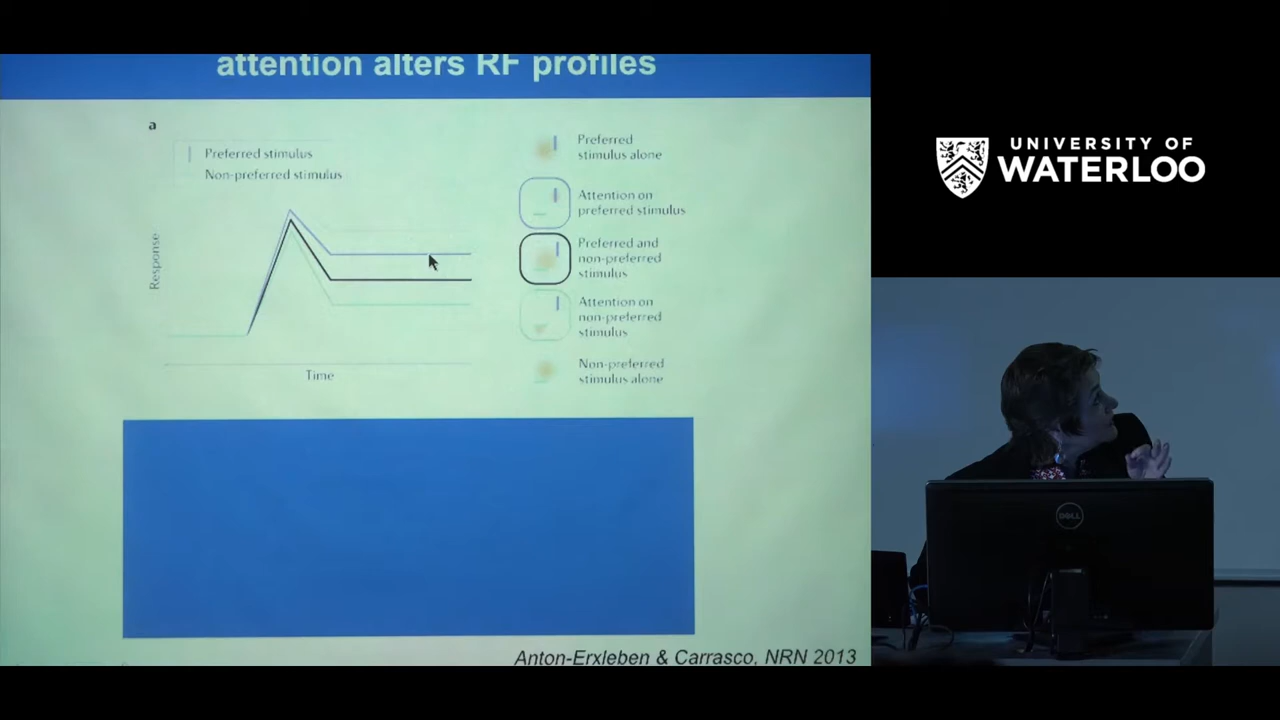 attention alters RF profiles
a
Preferred stimulus
Non-preferred stimulus
Response
Time
Preferred
stimulus alone
Attention on
preferred stimulus
Preferred and
non-preferred
stimulus
Attention on
non-preferred
stimulus
Non-preferred
stimulus alone
Anton-Erxleben & Carrasco, NRN 2013
UNIVERSITY OF
WATERLOO
DELL